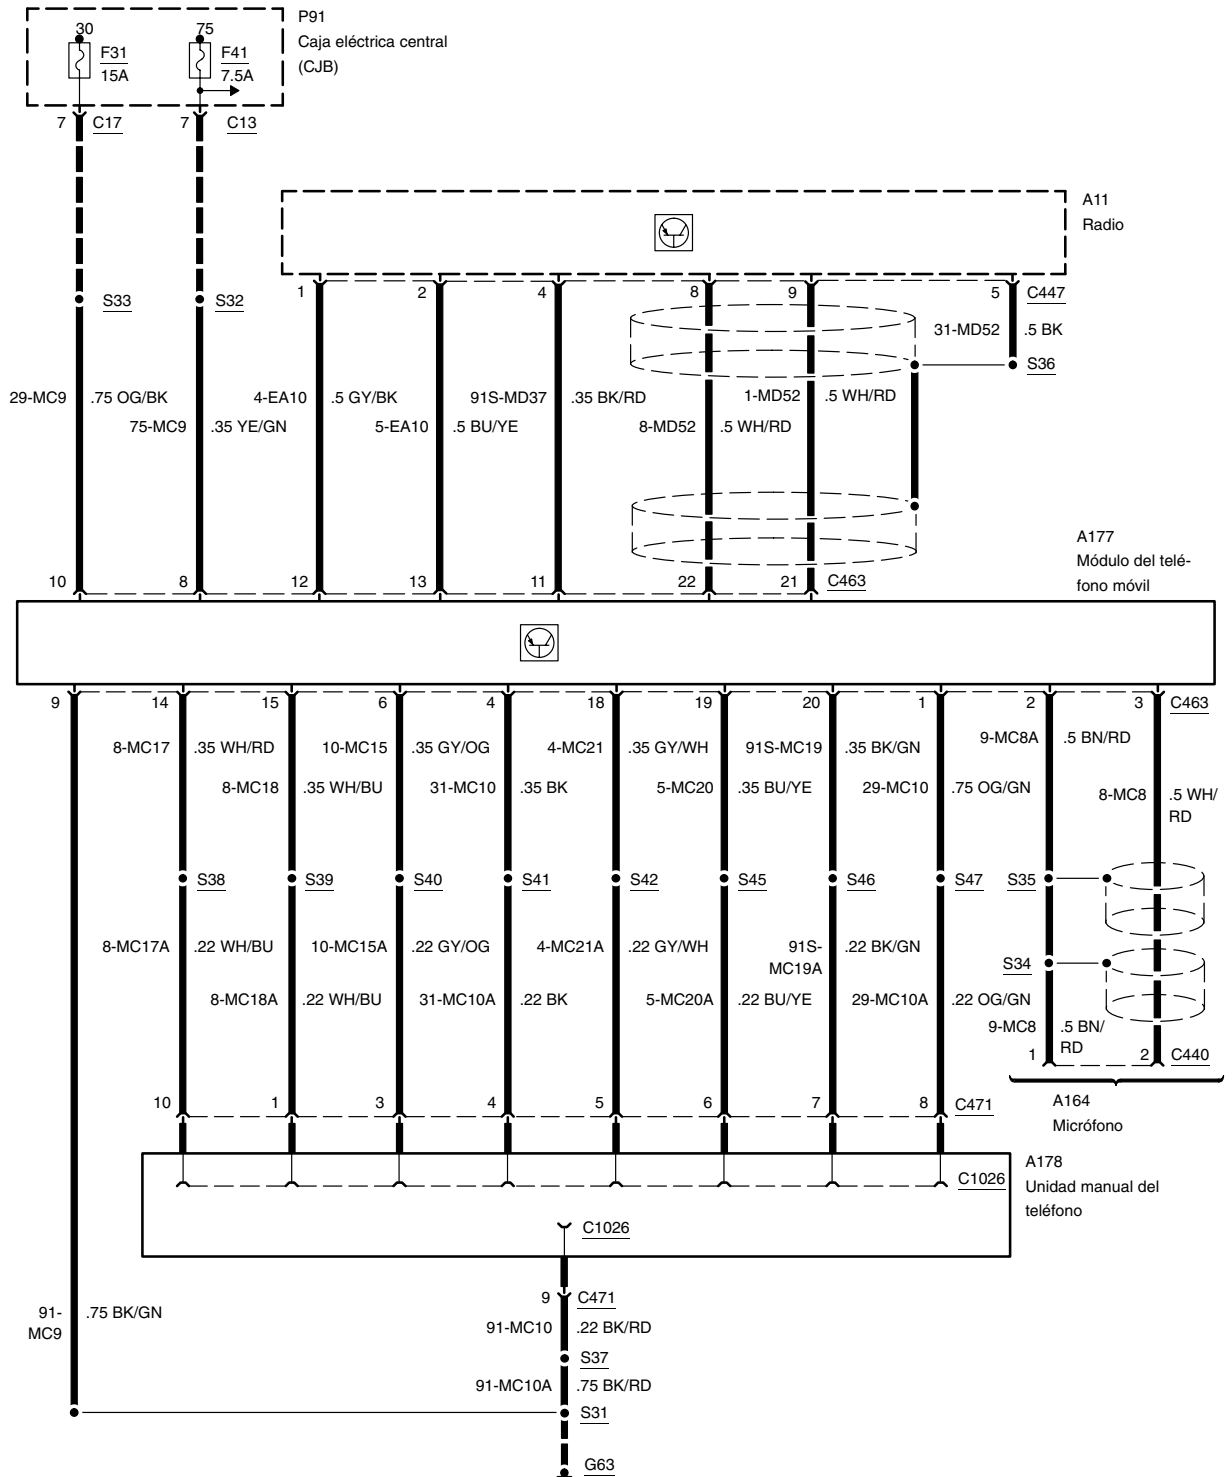 P91
Caja eléctrica central
(CJB)
30
75
F31
15A
F41
7.5A
7
C17
7
C13
A11
Radio
S33
S32
1
2
4
8
9
5
C447
31-MD52
.5 BK
S36
29-MC9
.75 OG/BK
4-EA10
.5 GY/BK
91S-MD37
.35 BK/RD
1-MD52
.5 WH/RD
75-MC9
.35 YE/GN
5-EA10
.5 BU/YE
8-MD52
.5 WH/RD
A177
Módulo del telé-
fono móvil
10
8
12
13
11
22
21
C463
9
14
15
6
4
18
19
20
1
2
3
C463
8-MC17
.35 WH/RD
10-MC15
.35 GY/OG
4-MC21
.35 GY/WH
91S-MC19
.35 BK/GN
9-MC8A
.5 BN/RD
8-MC18
.35 WH/BU
31-MC10
.35 BK
5-MC20
.35 BU/YE
29-MC10
.75 OG/GN
8-MC8
.5 WH/
RD
S38
S39
S40
S41
S42
S45
S46
S47
S35
8-MC17A
.22 WH/BU
10-MC15A
.22 GY/OG
4-MC21A
.22 GY/WH
91S-
MC19A
.22 BK/GN
S34
8-MC18A
.22 WH/BU
31-MC10A
.22 BK
5-MC20A
.22 BU/YE
29-MC10A
.22 OG/GN
9-MC8
.5 BN/
RD
1
2
C440
10
1
3
4
5
6
7
8
C471
A164
Micrófono
A178
Unidad manual del
teléfono
C1026
C1026
91-
MC9
.75 BK/GN
9
C471
91-MC10
.22 BK/RD
S37
91-MC10A
.75 BK/RD
S31
G63